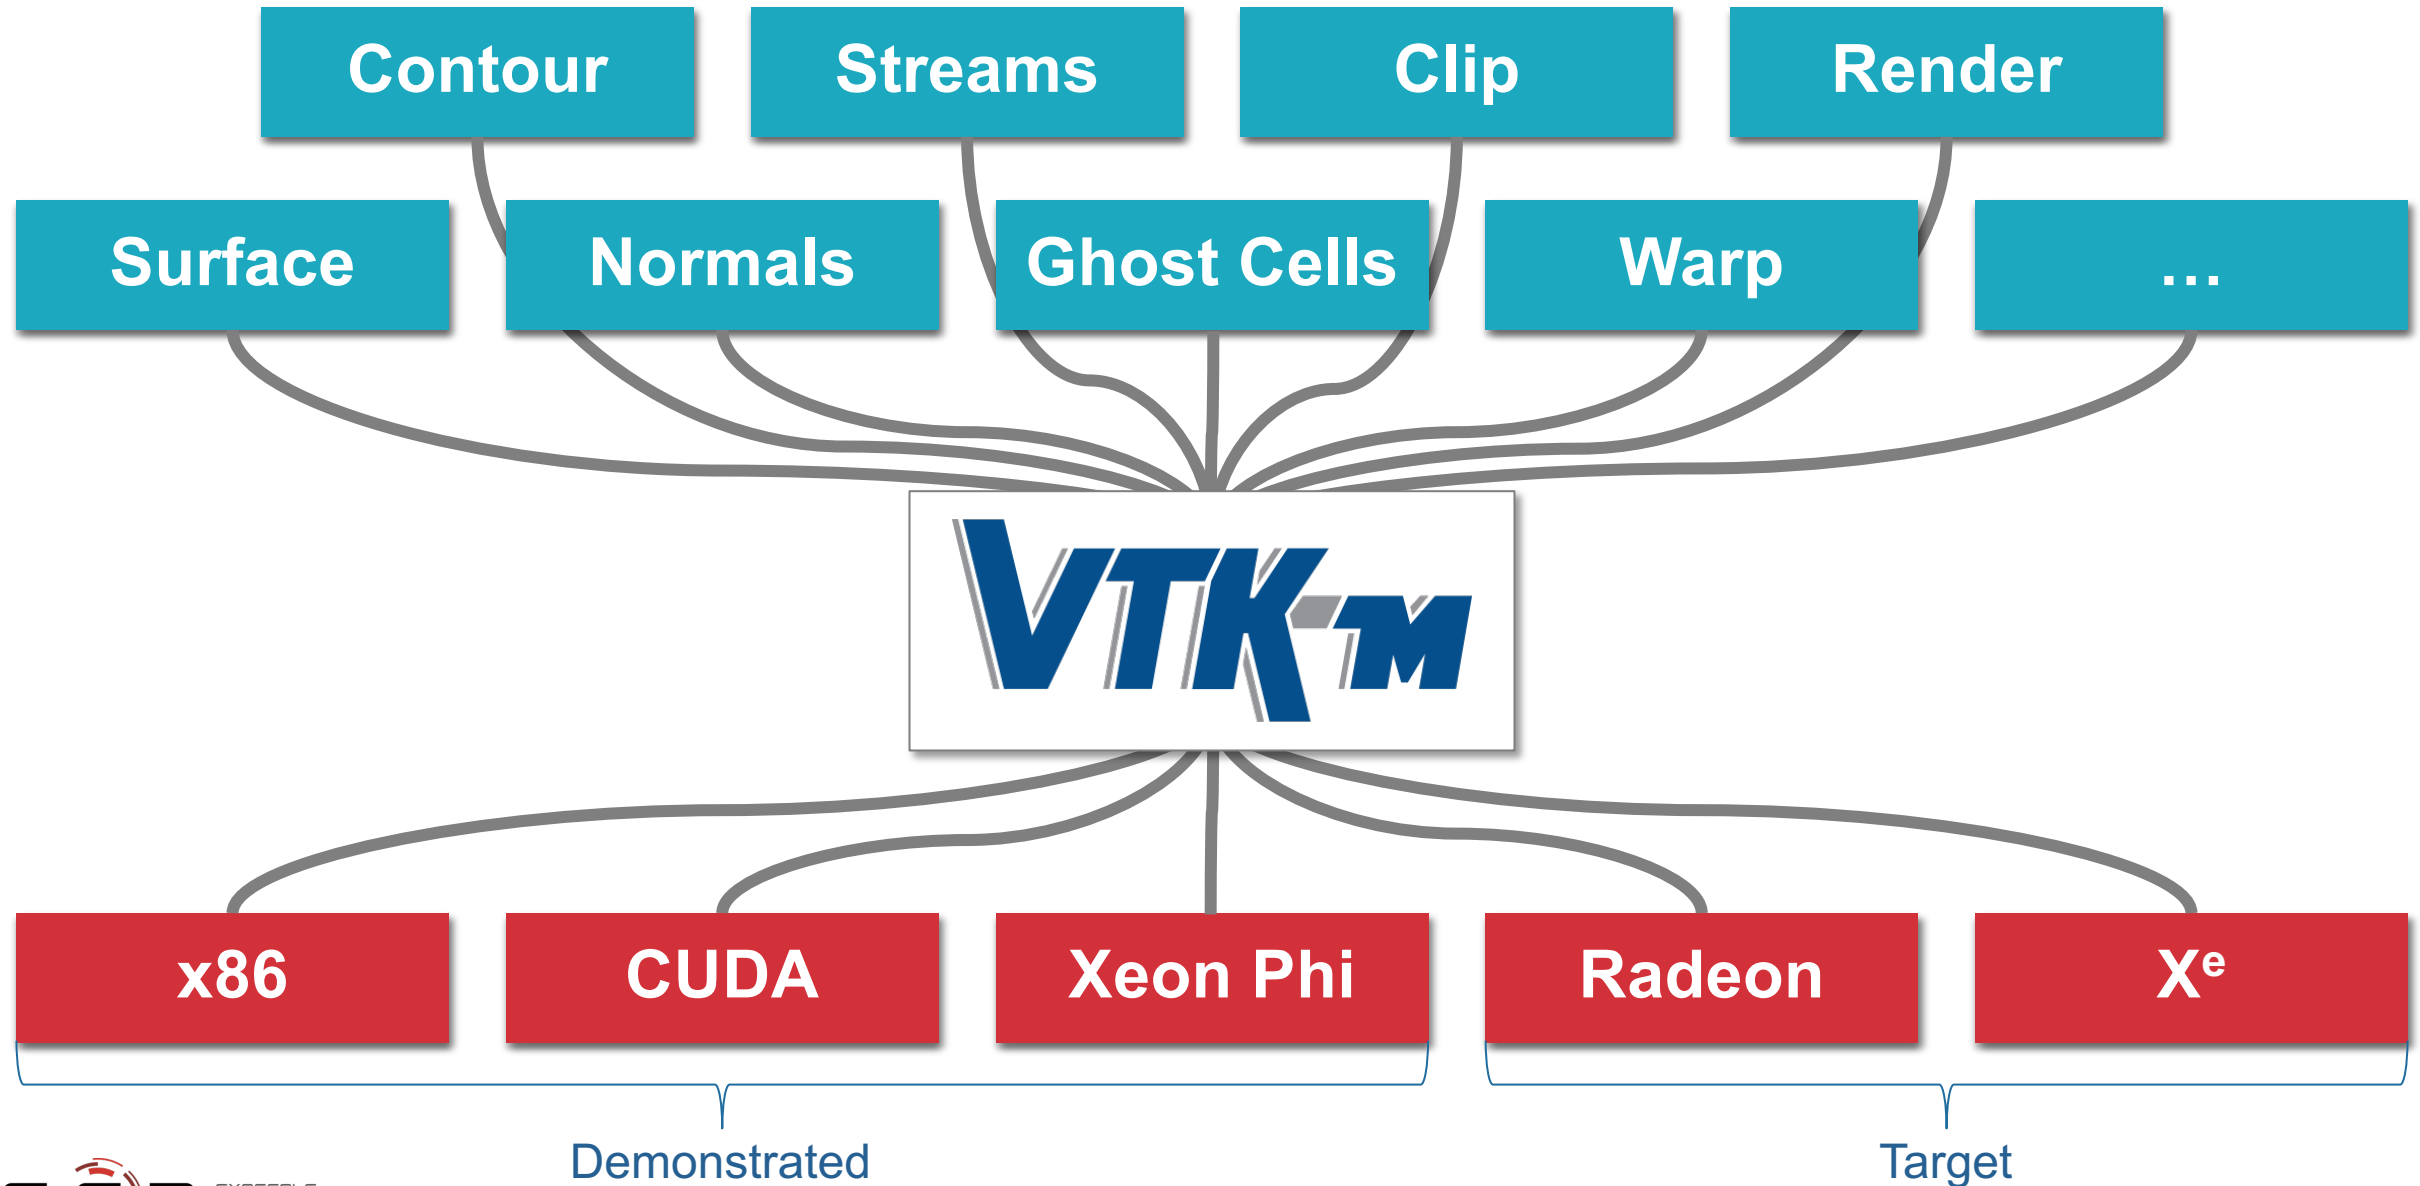 Contour
Streams
Clip
Render
Surface
Normals
Ghost Cells
Warp
...
VTK-m
x86
CUDA
Xeon Phi
Radeon
Xe
Demonstrated
Target